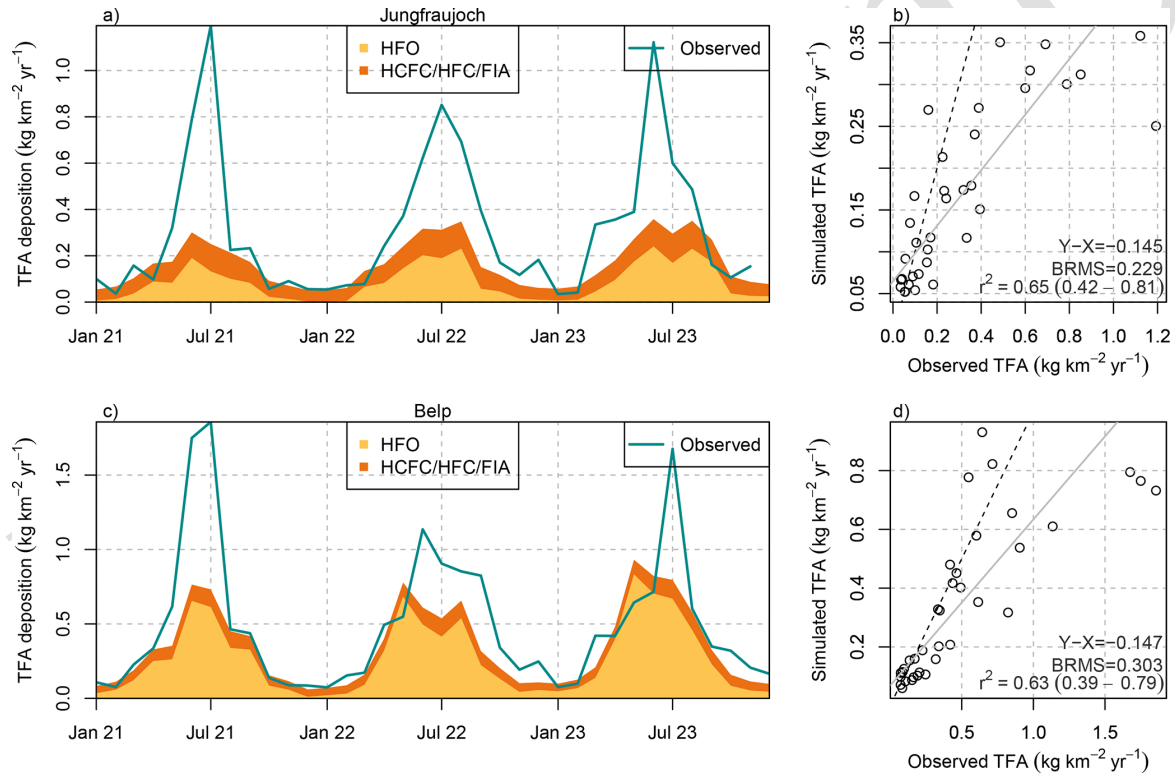 a) Jungfraujoch
HFO
HCFC/HFC/FIA
Observed
TFA deposition (kg km−2 yr−1)
0.0 0.2 0.4 0.6 0.8 1.0
Jan 21 Jul 21 Jan 22 Jul 22 Jan 23 Jul 23
b)
Simulated TFA (kg km−2 yr−1)
0.05 0.15 0.25 0.35
Y−X=−0.145
BRMS=0.229
r2 = 0.65 (0.42 − 0.81)
0.0 0.2 0.4 0.6 0.8 1.0 1.2
Observed TFA (kg km−2 yr−1)
c) Belp
HFO
HCFC/HFC/FIA
Observed
TFA deposition (kg km−2 yr−1)
0.0 0.5 1.0 1.5
Jan 21 Jul 21 Jan 22 Jul 22 Jan 23 Jul 23
d)
Simulated TFA (kg km−2 yr−1)
0.2 0.4 0.6 0.8
Y−X=−0.147
BRMS=0.303
r2 = 0.63 (0.39 − 0.79)
0.5 1.0 1.5
Observed TFA (kg km−2 yr−1)